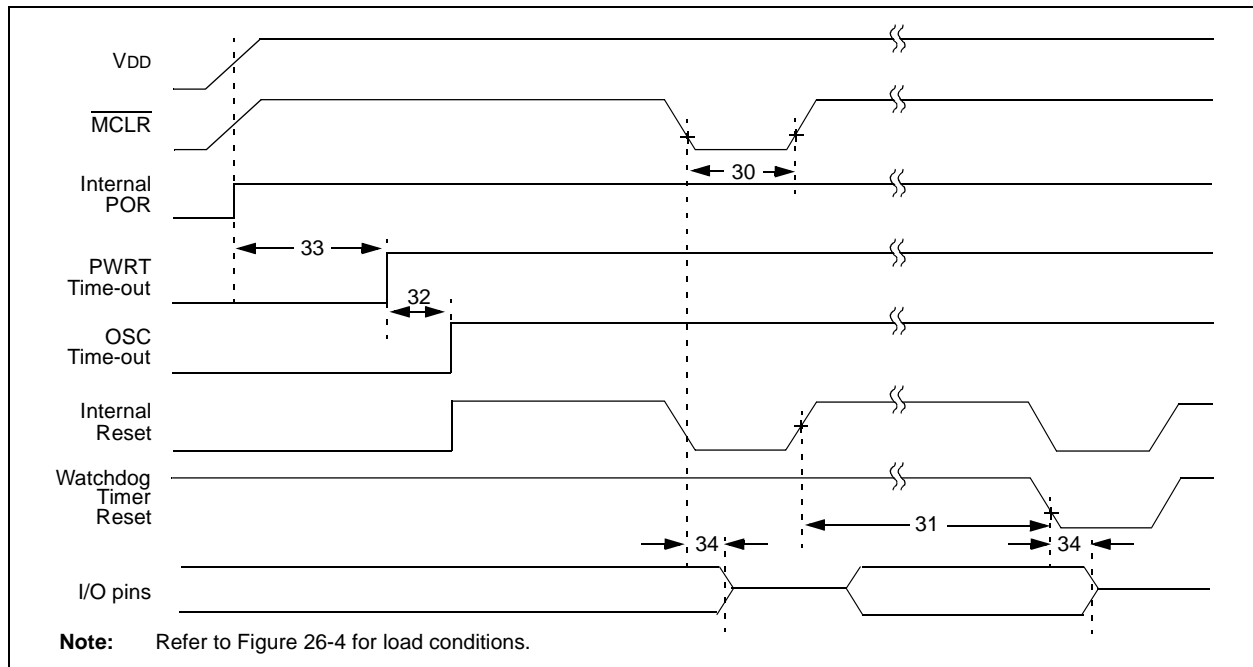 VDD
MCLR
30
Internal
POR
33
PWRT
Time-out
32
OSC
Time-out
Internal
Reset
Watchdog
Timer
Reset
31
34
34
I/O pins
Note: Refer to Figure 26-4 for load conditions.